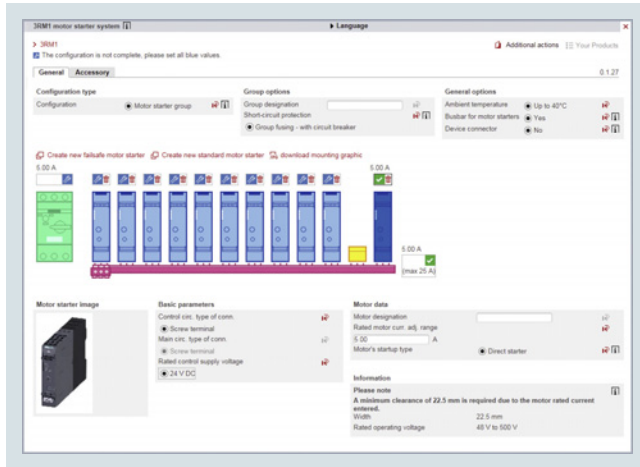 3RM1 motor starter system
Language
3RM1
Additional actions Your Products
The configuration is not complete, please set all blue values.
General Accessory 0.1.27
Configuration type Group options General options
Configuration Motor starter group Group designation Ambient temperature Up to 40°C
Short-circuit protection Busbar for motor starters Yes
Group fusing - with circuit breaker Device connector No
Create new failsafe motor starter Create new standard motor starter download mounting graphic
5.00 A 5.00 A
5.00 A
(max 25 A)
Motor starter image Basic parameters Motor data
Control circ. type of conn. Motor designation
Screw terminal Rated motor curr. adj. range
Main circ. type of conn. 5.00 A
Screw terminal Motor's startup type Direct starter
Rated control supply voltage
24 V DC
Information
Please note
A minimum clearance of 22.5 mm is required due to the motor rated current
entered.
Width 22.5 mm
Rated operating voltage 48 V to 500 V